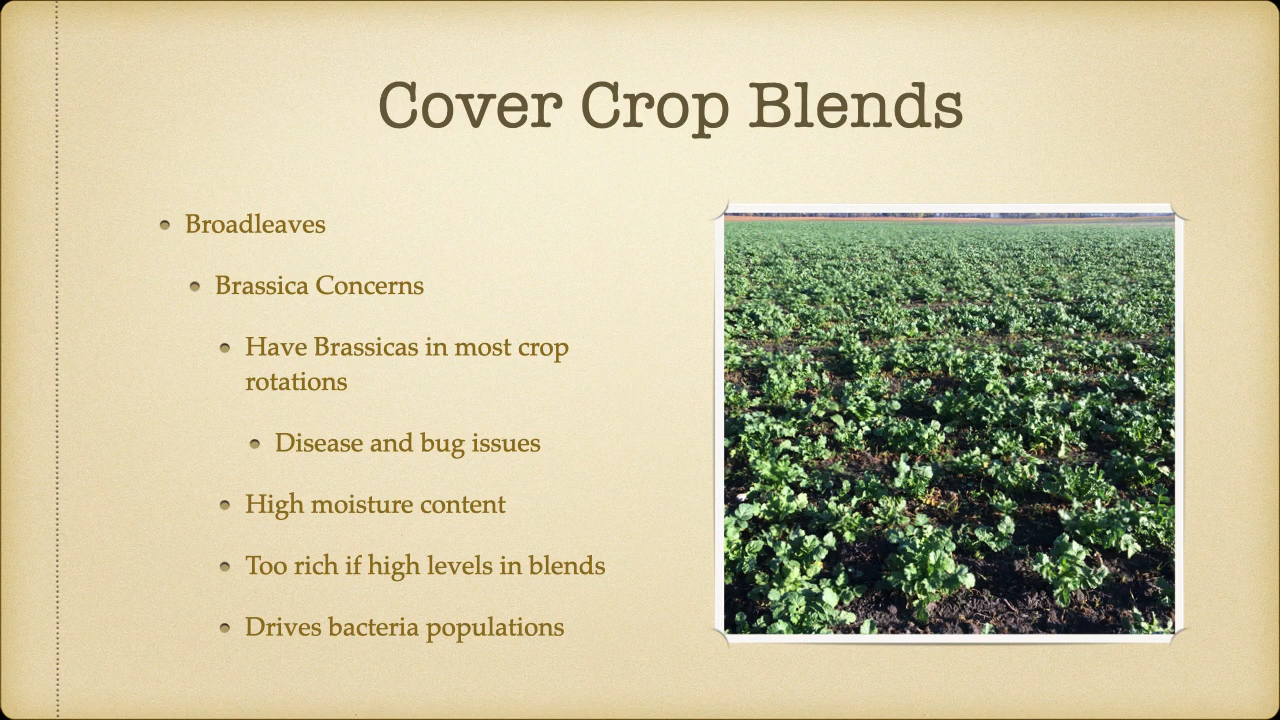 Cover Crop Blends
Broadleaves
Brassica Concerns
Have Brassicas in most crop
rotations
Disease and bug issues
High moisture content
Too rich if high levels in blends
Drives bacteria populations